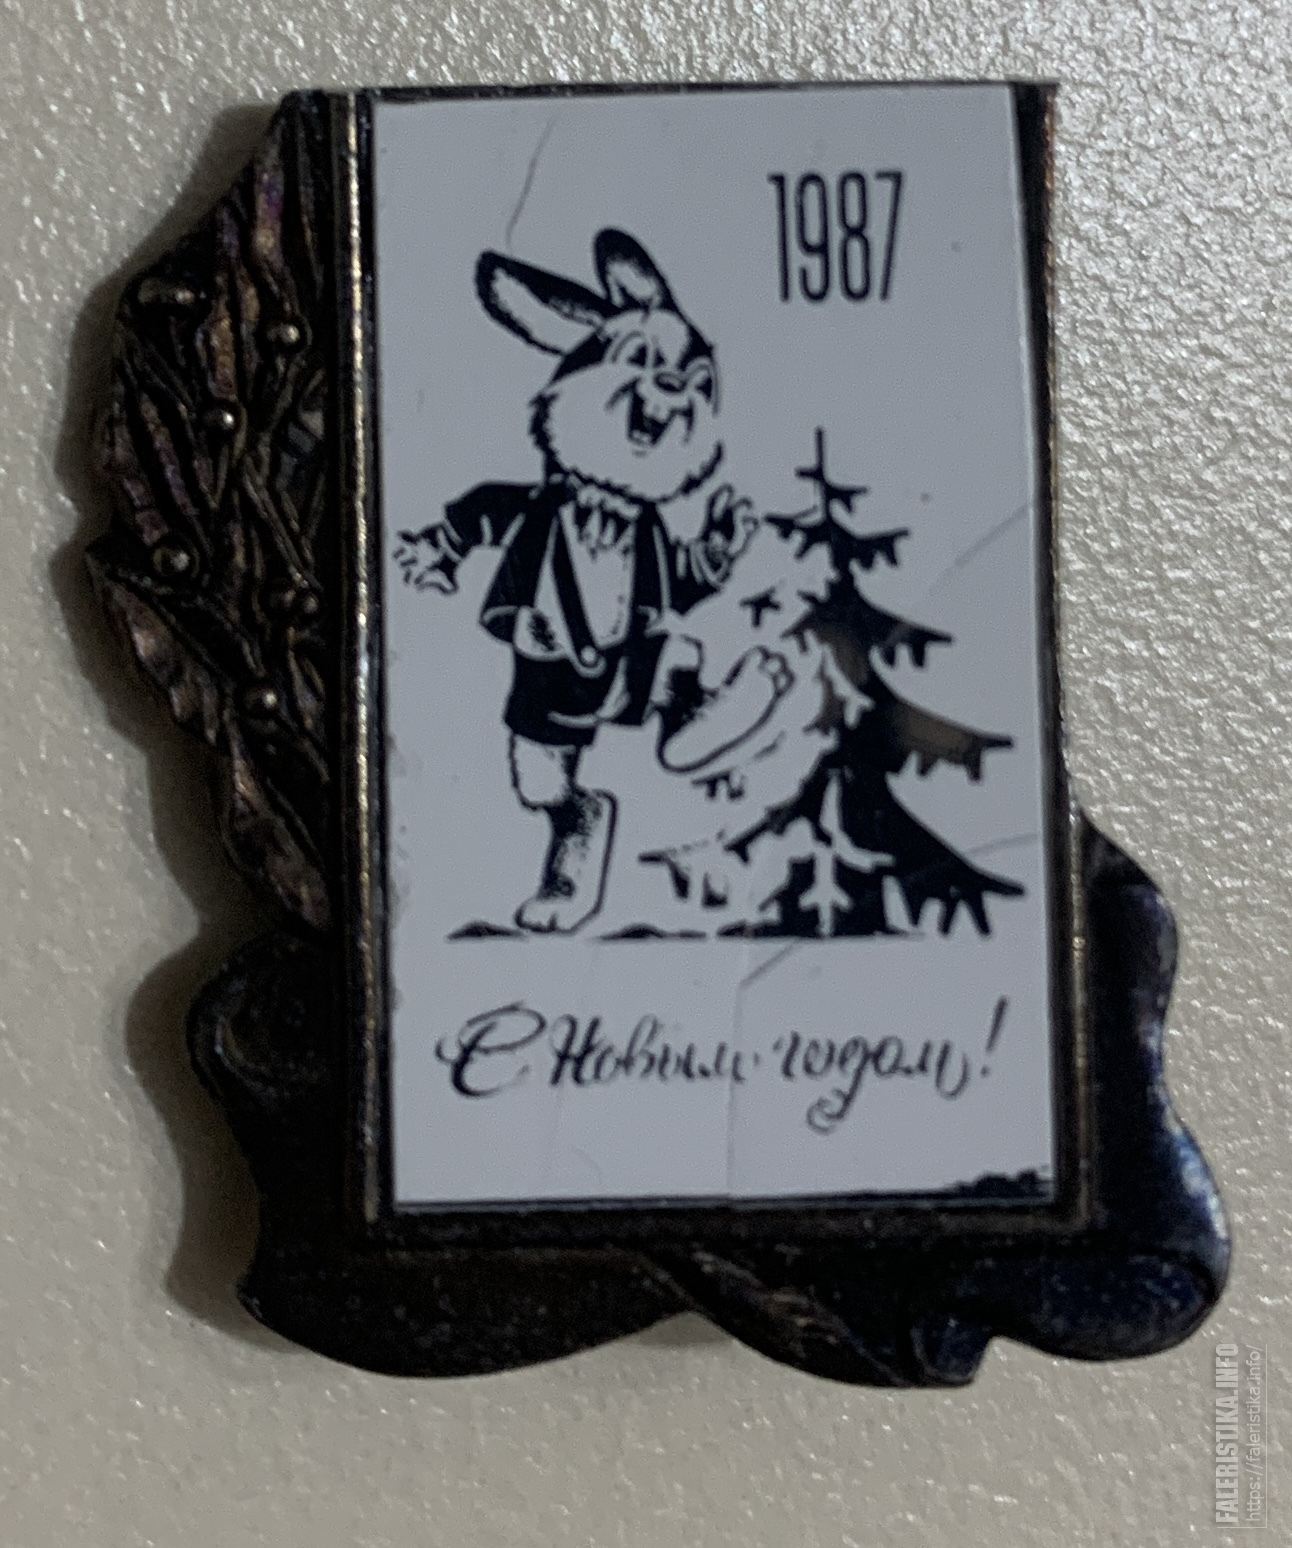 1987
С Новым годом!
FALERISTIKA.INFO
https://faleristika.info/